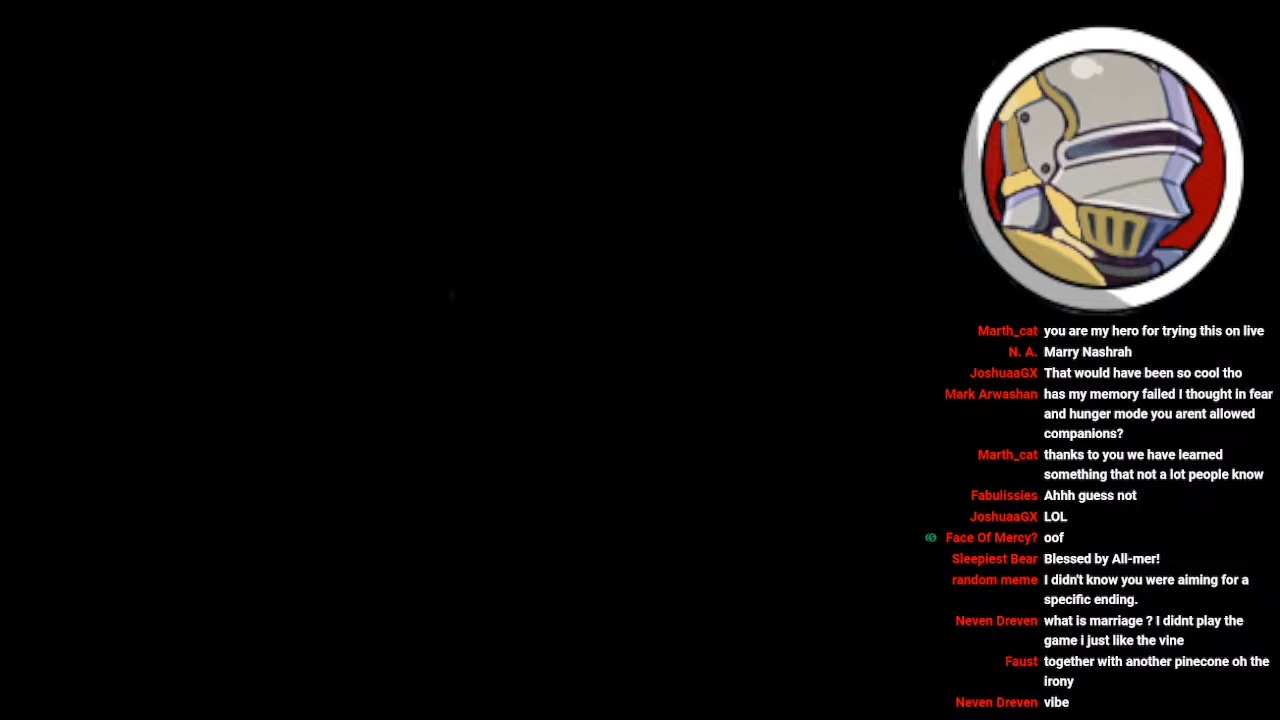 Marth_cat you are my hero for trying this on live
N. A. Marry Nashrah
JoshuaaGX That would have been so cool tho
Mark Arwashan has my memory failed I thought in fear
and hunger mode you arent allowed
companions?
Marth_cat thanks to you we have learned
something that not a lot people know
Fabulissies Ahhh guess not
JoshuaaGX LOL
Face Of Mercy? oof
Sleepiest Bear Blessed by All-mer!
random meme I didn't know you were aiming for a
specific ending.
Neven Dreven what is marriage ? I didnt play the
game i just like the vine
Faust together with another pinecone oh the
irony
Neven Dreven vibe